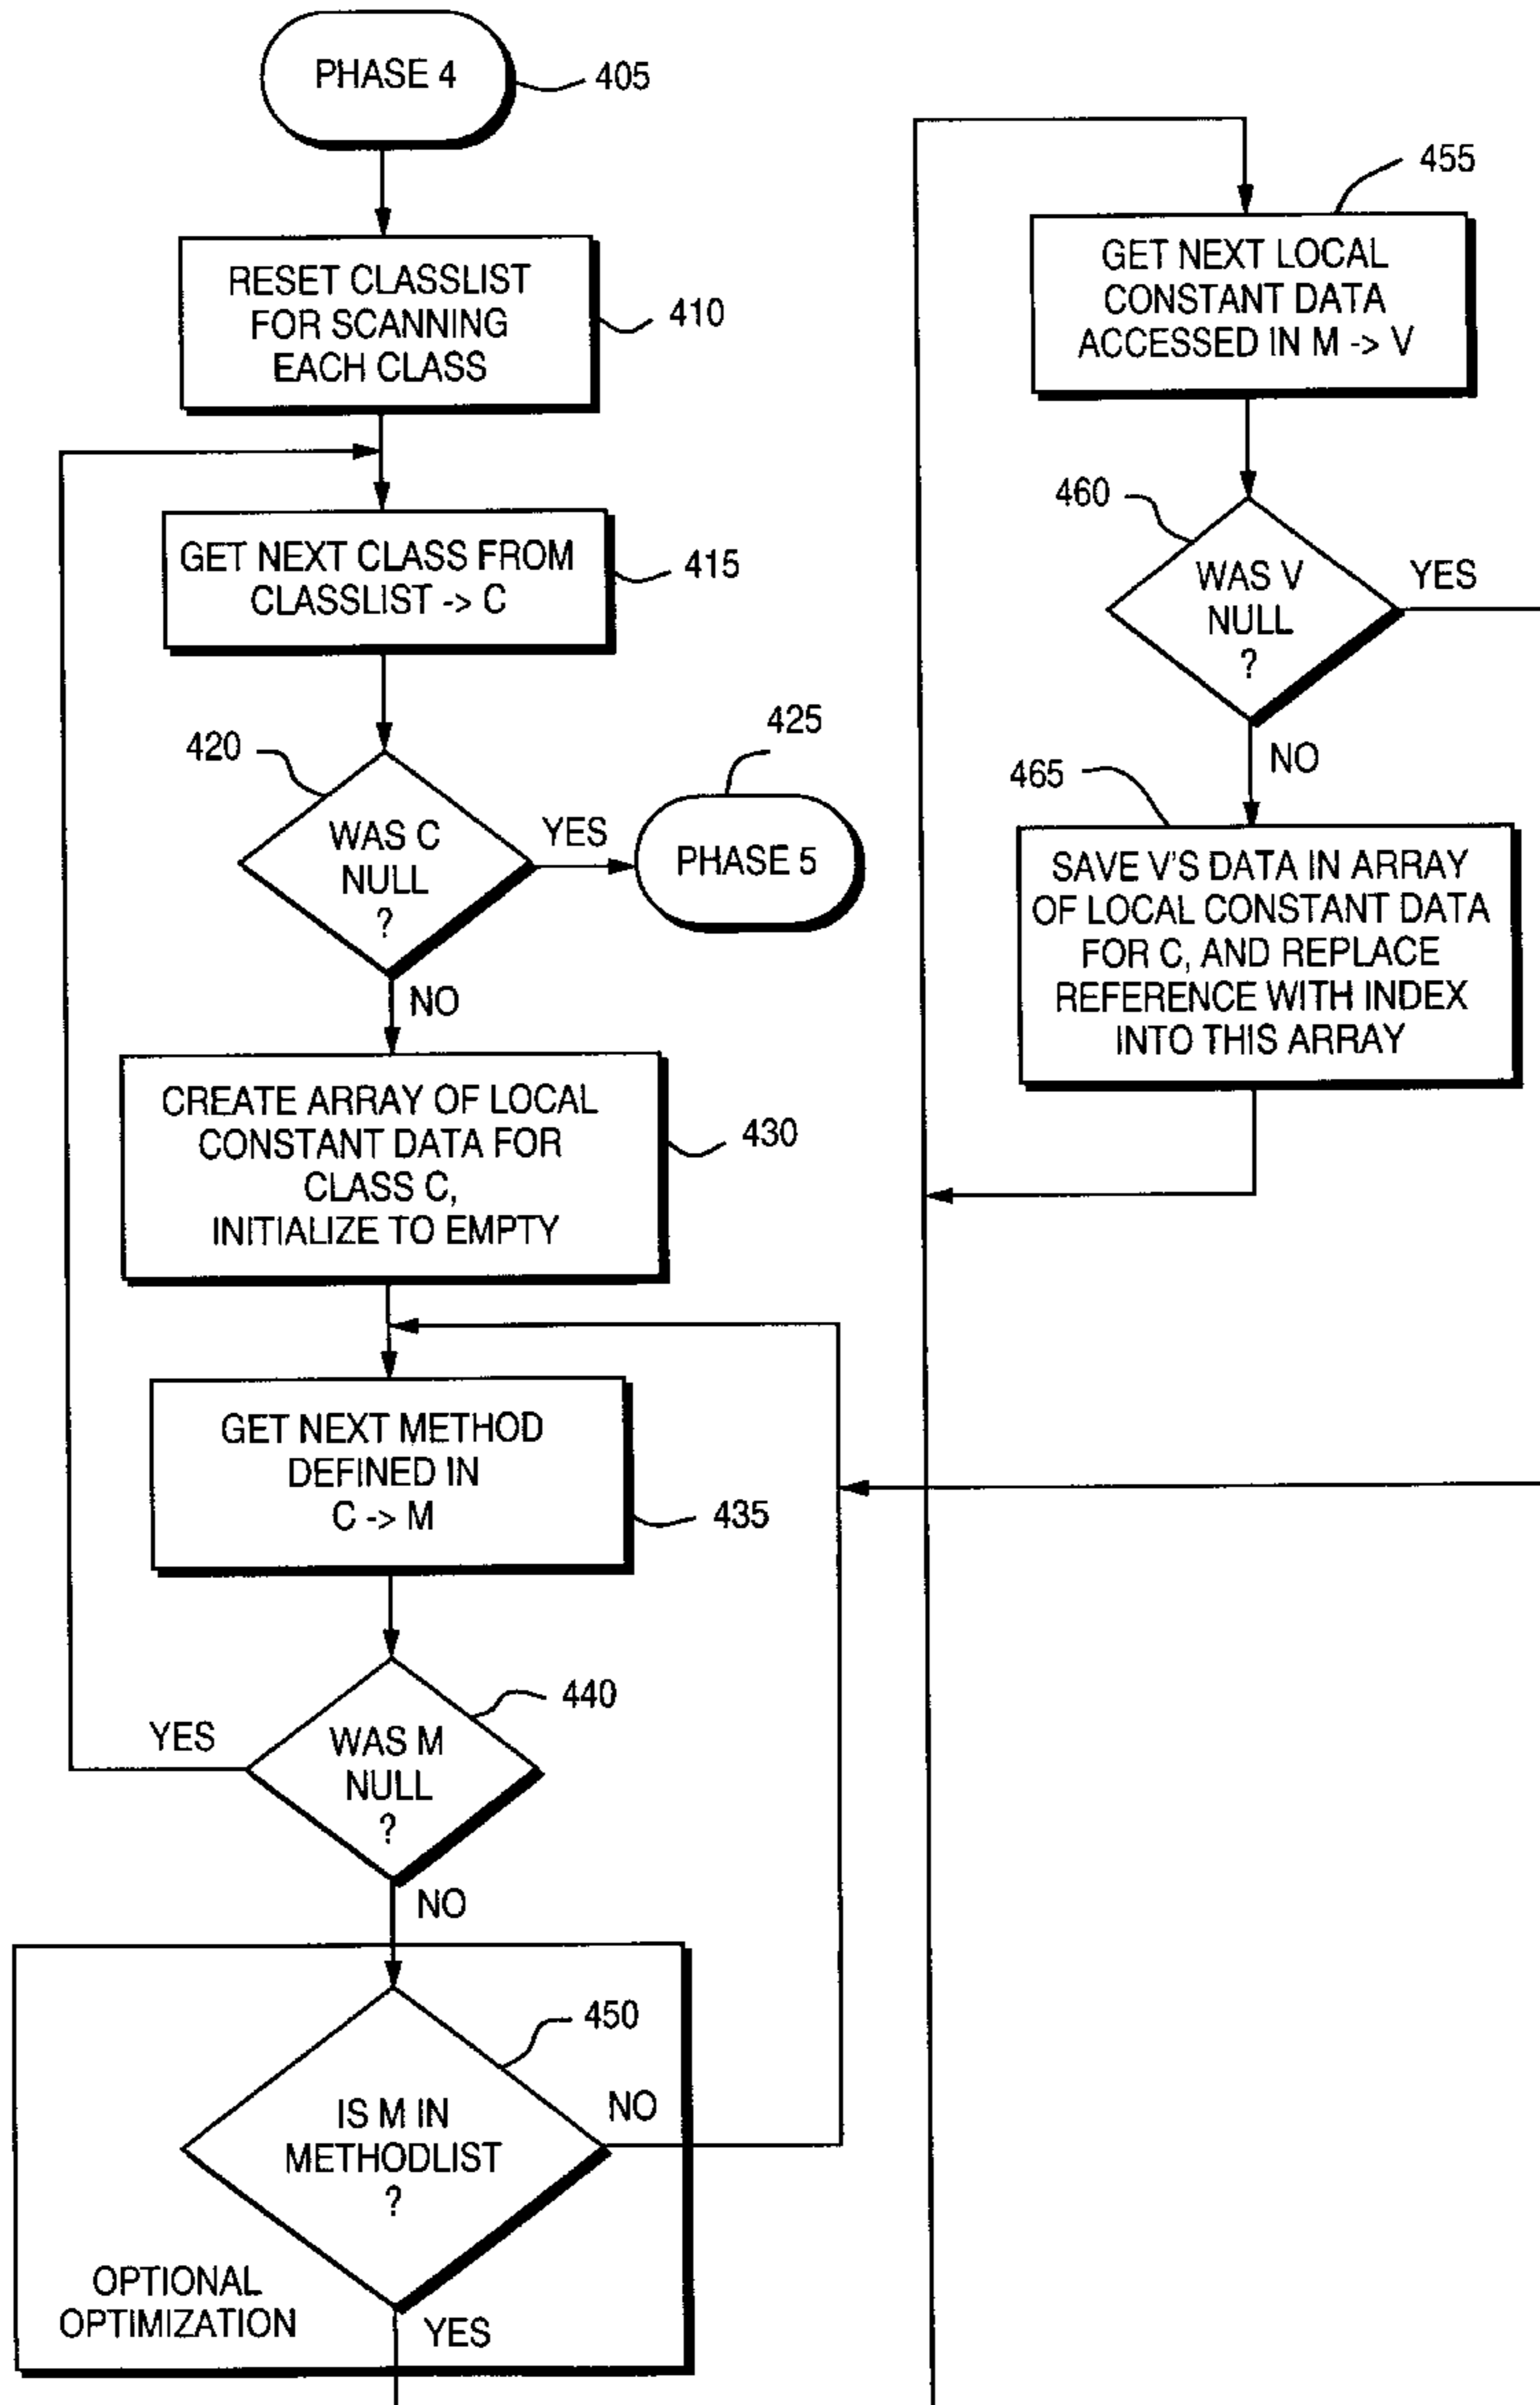 PHASE 4
405
RESET CLASSLIST
FOR SCANNING
EACH CLASS
410
GET NEXT CLASS FROM
CLASSLIST -> C
415
420
WAS C
NULL
?
YES
425
PHASE 5
NO
CREATE ARRAY OF LOCAL
CONSTANT DATA FOR
CLASS C,
INITIALIZE TO EMPTY
430
GET NEXT METHOD
DEFINED IN
C -> M
435
440
WAS M
NULL
?
YES
NO
450
IS M IN
METHODLIST
?
NO
OPTIONAL
OPTIMIZATION
YES
455
GET NEXT LOCAL
CONSTANT DATA
ACCESSED IN M -> V
460
WAS V
NULL
?
YES
NO
465
SAVE V'S DATA IN ARRAY
OF LOCAL CONSTANT DATA
FOR C, AND REPLACE
REFERENCE WITH INDEX
INTO THIS ARRAY